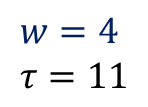 w = 4
τ = 11